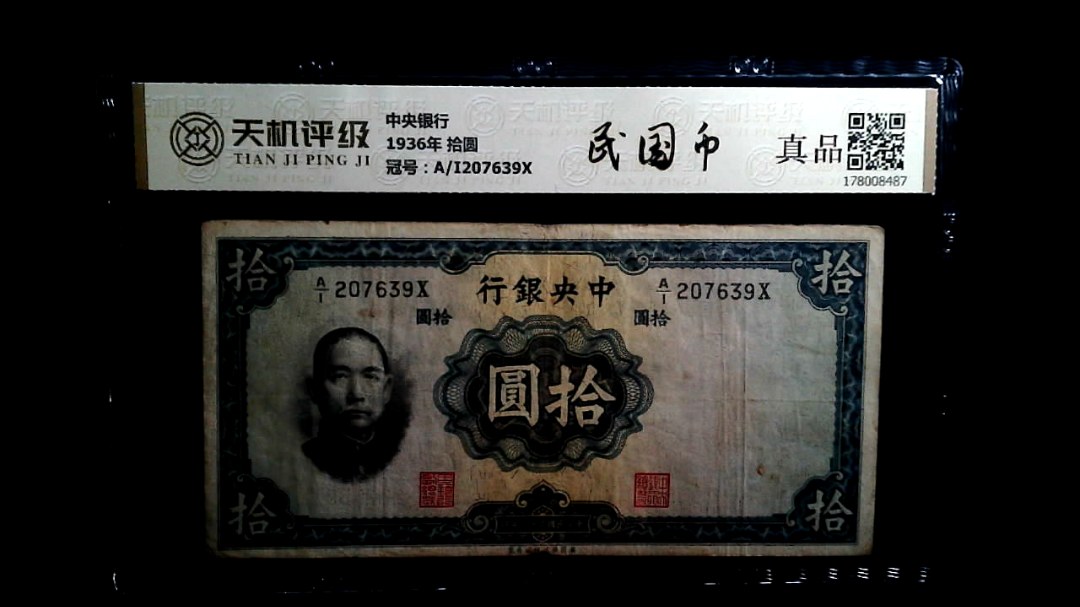 天机评级
TIAN JI PING JI
中央银行
1936年 拾圆
冠号：A/I207639X
民国币
真品
178008487
拾
拾
A/I 207639X
行銀央中
A/I 207639X
圓拾
圓拾
圓拾
拾
拾